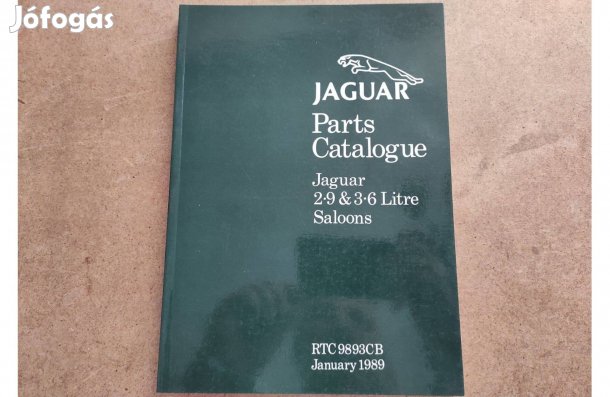 Jófogás
JAGUAR
Parts
Catalogue
Jaguar
2·9 & 3·6 Litre
Saloons
RTC 9893CB
January 1989